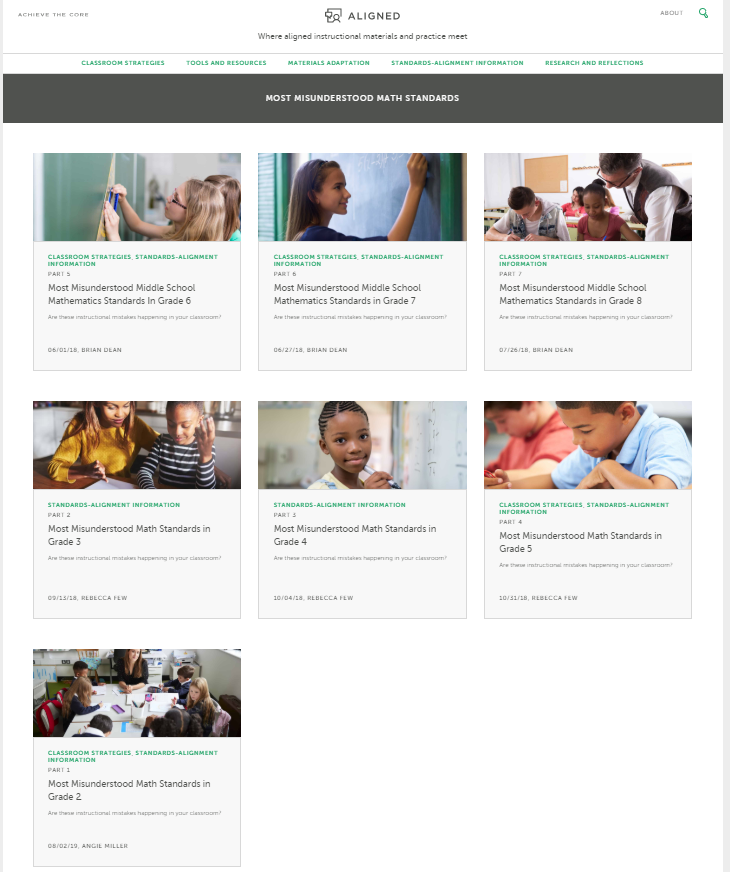 ACHIEVE THE CORE
ALIGNED
ABOUT
Where aligned instructional materials and practice meet
CLASSROOM STRATEGIES TOOLS AND RESOURCES MATERIALS ADAPTATION STANDARDS-ALIGNMENT INFORMATION RESEARCH AND REFLECTIONS
MOST MISUNDERSTOOD MATH STANDARDS
CLASSROOM STRATEGIES, STANDARDS-ALIGNMENT
INFORMATION
PART 5
Most Misunderstood Middle School
Mathematics Standards In Grade 6
Are these instructional mistakes happening in your classroom?
06/01/18, BRIAN DEAN
CLASSROOM STRATEGIES, STANDARDS-ALIGNMENT
INFORMATION
PART 6
Most Misunderstood Middle School
Mathematics Standards in Grade 7
Are these instructional mistakes happening in your classroom?
06/27/18, BRIAN DEAN
CLASSROOM STRATEGIES, STANDARDS-ALIGNMENT
INFORMATION
PART 7
Most Misunderstood Middle School
Mathematics Standards in Grade 8
Are these instructional mistakes happening in your classroom?
07/26/18, BRIAN DEAN
STANDARDS-ALIGNMENT INFORMATION
PART 2
Most Misunderstood Math Standards in
Grade 3
Are these instructional mistakes happening in your classroom?
09/13/18, REBECCA FEW
STANDARDS-ALIGNMENT INFORMATION
PART 3
Most Misunderstood Math Standards in
Grade 4
Are these instructional mistakes happening in your classroom?
10/04/18, REBECCA FEW
CLASSROOM STRATEGIES, STANDARDS-ALIGNMENT
INFORMATION
PART 4
Most Misunderstood Math Standards in
Grade 5
Are these instructional mistakes happening in your classroom?
10/31/18, REBECCA FEW
CLASSROOM STRATEGIES, STANDARDS-ALIGNMENT
INFORMATION
PART 1
Most Misunderstood Math Standards in
Grade 2
Are these instructional mistakes happening in your classroom?
08/02/19, ANGIE MILLER